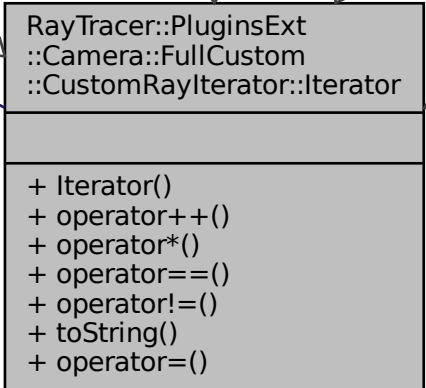 RayTracer::PluginsExt
::Camera::FullCustom
::CustomRayIterator::Iterator
+ Iterator()
+ operator++()
+ operator*()
+ operator==()
+ operator!=()
+ toString()
+ operator=()